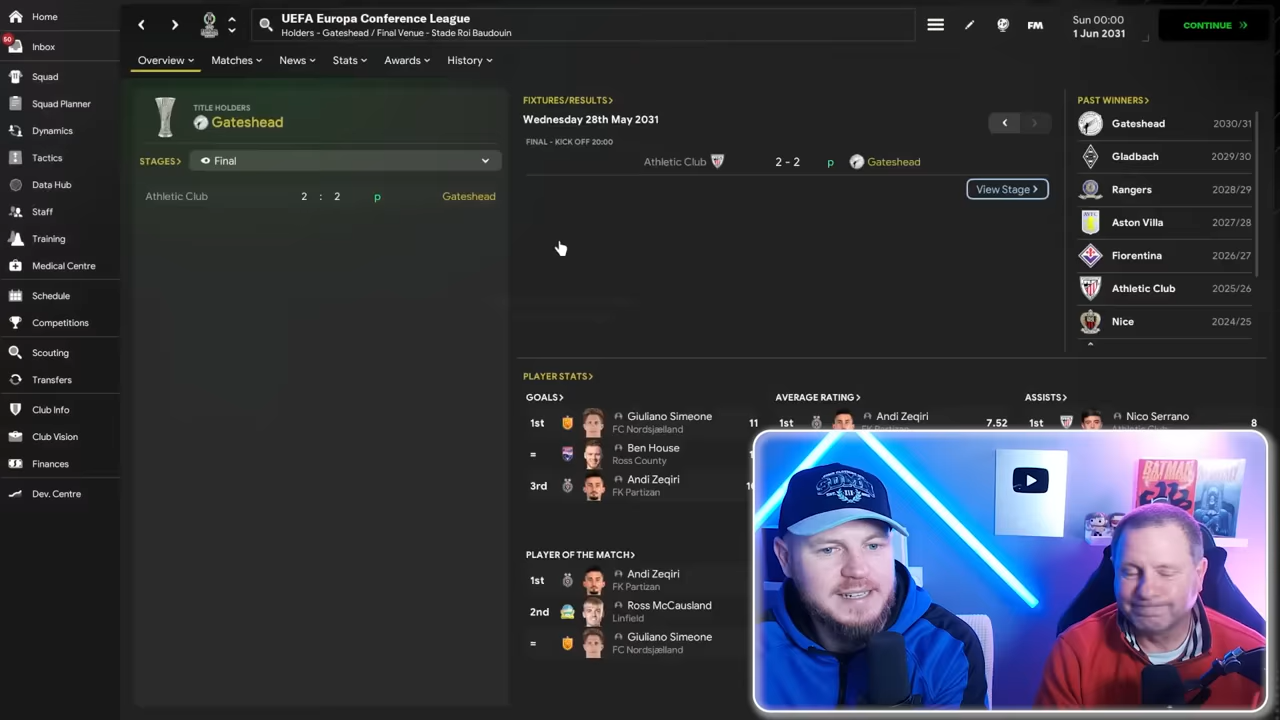 Home
50
Inbox
Squad
Squad Planner
Dynamics
Tactics
Data Hub
Staff
Training
Medical Centre
Schedule
Competitions
Scouting
Transfers
Club Info
Club Vision
Finances
Dev. Centre
UEFA Europa Conference League
Holders - Gateshead / Final Venue - Stade Roi Baudouin
FM
Sun 00:00
1 Jun 2031
CONTINUE
Overview Matches News Stats Awards History
TITLE HOLDERS
Gateshead
STAGES> Final
Athletic Club 2 : 2 p Gateshead
FIXTURES/RESULTS>
Wednesday 28th May 2031
FINAL - KICK OFF 20:00
Athletic Club 2 - 2 p Gateshead
View Stage >
PAST WINNERS>
Gateshead 2030/31
Gladbach 2029/30
Rangers 2028/29
Aston Villa 2027/28
Fiorentina 2026/27
Athletic Club 2025/26
Nice 2024/25
PLAYER STATS>
GOALS>
1st Giuliano Simeone 11
FC Nordsjælland
= Ben House
Ross County
3rd Andi Zeqiri
FK Partizan
AVERAGE RATING>
1st Andi Zeqiri 7.52
FK Partizan
ASSISTS>
1st Nico Serrano 8
Athletic Club
PLAYER OF THE MATCH>
1st Andi Zeqiri
FK Partizan
2nd Ross McCausland
Linfield
= Giuliano Simeone
FC Nordsjælland
BATMAN